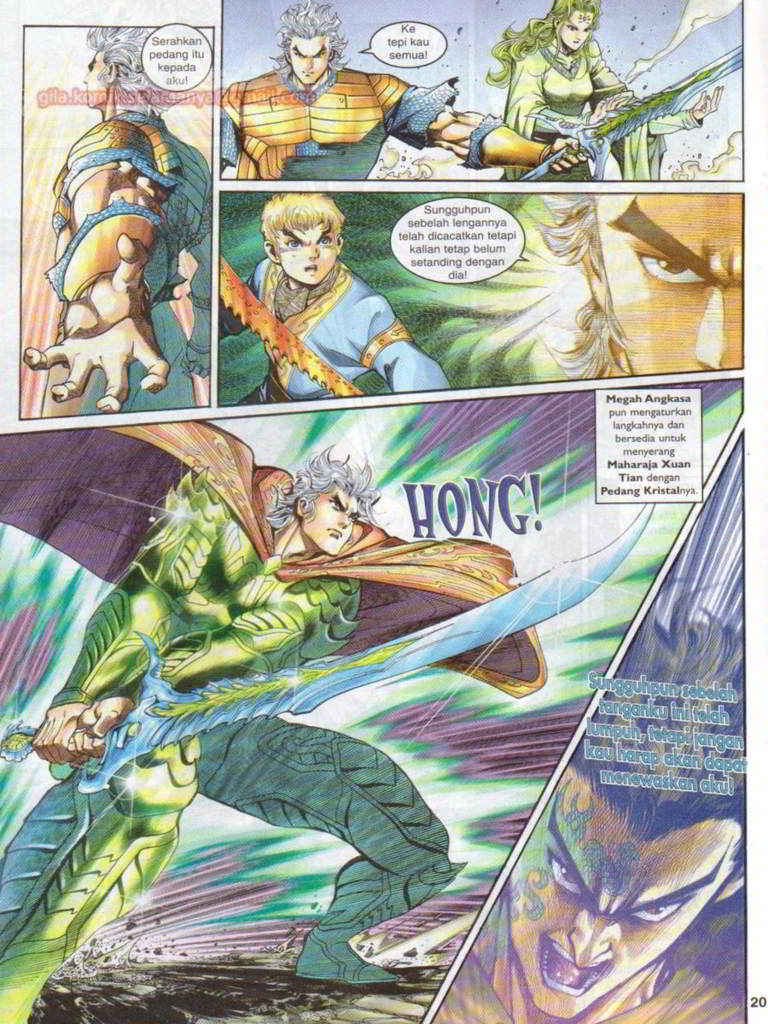 Serahkan
pedang itu
kepada
aku!
Ke
tepi kau
semua!
Sungguhpun
sebelah lengannya
telah dicacatkan tetapi
kalian tetap belum
setanding dengan
dia!
Megah Angkasa
pun mengaturkan
langkahnya dan
bersedia untuk
menyerang
Maharaja Xuan
Tian dengan
Pedang Kristalnya.
HONG!
Sungguhpun sebelah
tanganku ini telah
lumpuh, tetapi jangan
kau harap akan dapat
menewaskan aku!
20